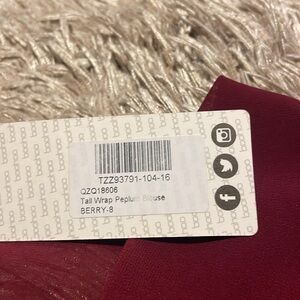 TZZ93791-104-16
QZQ18606
Tall Wrap Peplum Blouse
BERRY-8